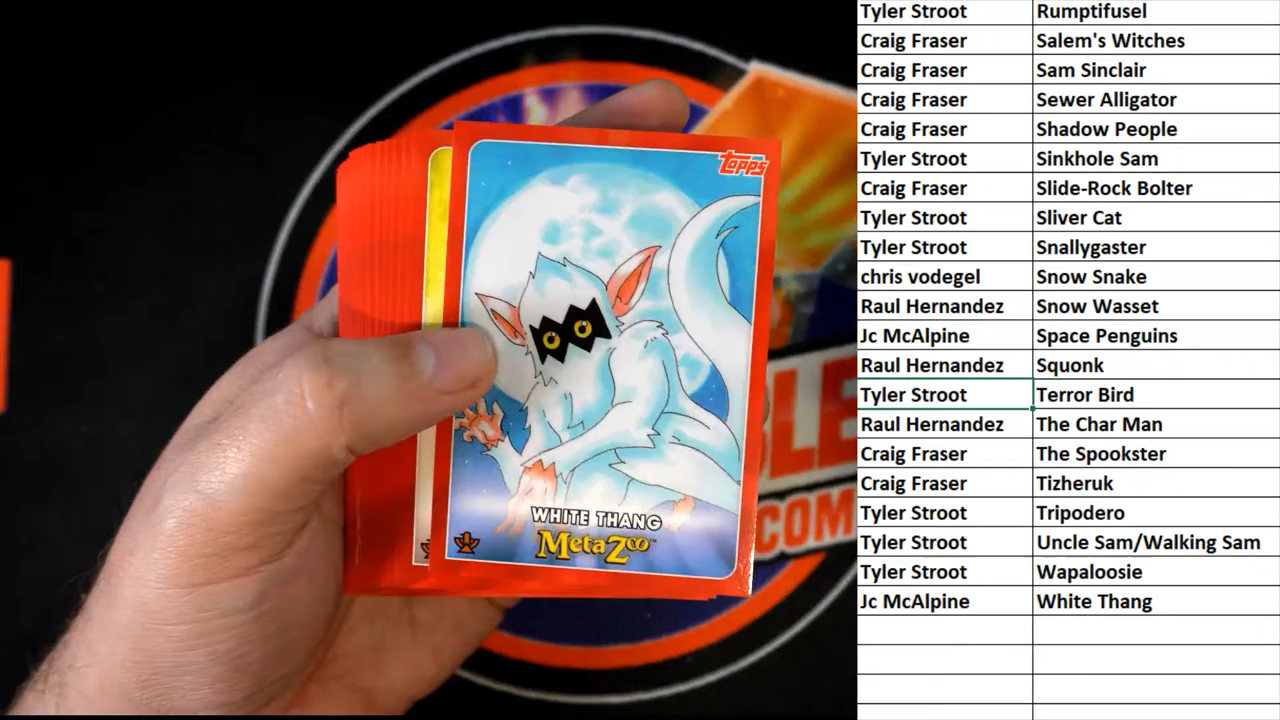 topps
WHITE THANG
MetaZoo™
BLE
.COM
Tyler Stroot Rumptifusel
Craig Fraser Salem's Witches
Craig Fraser Sam Sinclair
Craig Fraser Sewer Alligator
Craig Fraser Shadow People
Tyler Stroot Sinkhole Sam
Craig Fraser Slide-Rock Bolter
Tyler Stroot Sliver Cat
Tyler Stroot Snallygaster
chris vodegel Snow Snake
Raul Hernandez Snow Wasset
Jc McAlpine Space Penguins
Raul Hernandez Squonk
Tyler Stroot Terror Bird
Raul Hernandez The Char Man
Craig Fraser The Spookster
Craig Fraser Tizheruk
Tyler Stroot Tripodero
Tyler Stroot Uncle Sam/Walking Sam
Tyler Stroot Wapaloosie
Jc McAlpine White Thang